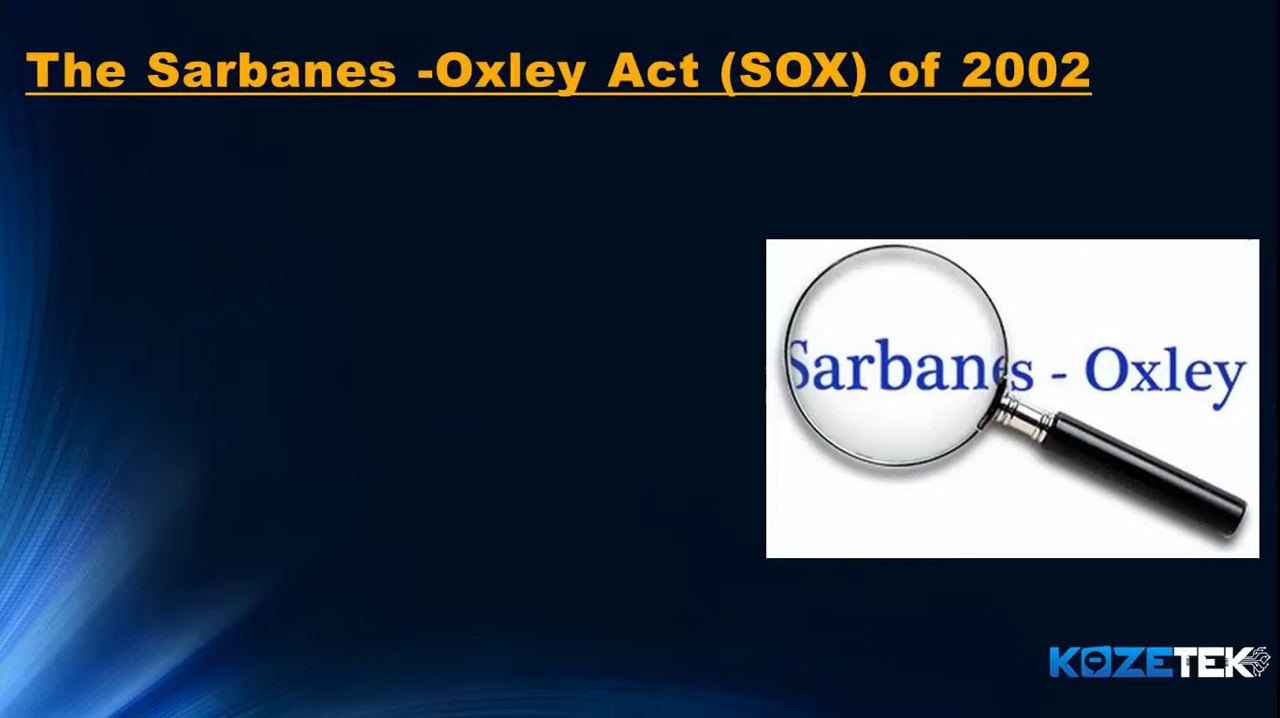 The Sarbanes -Oxley Act (SOX) of 2002
Sarbanes - Oxley
KOZETEK